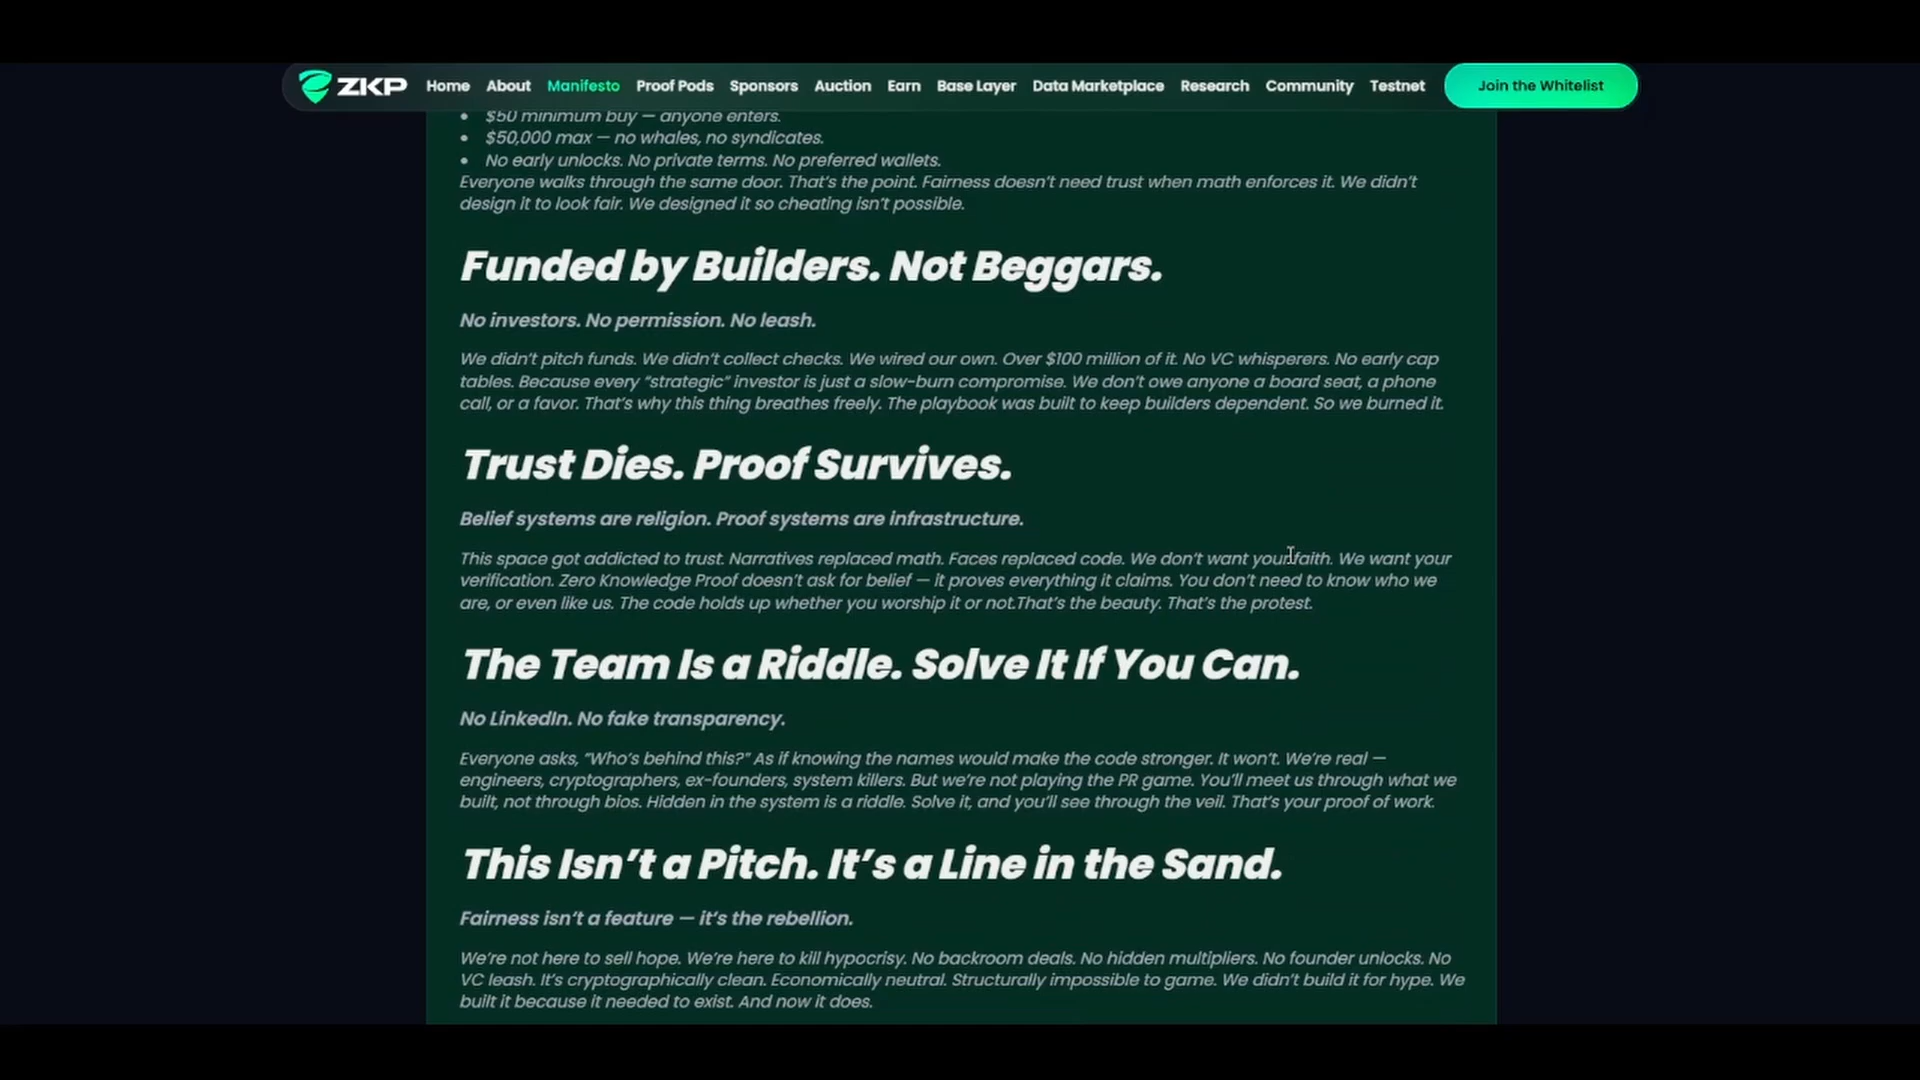 ZKP Home About Manifesto Proof Pods Sponsors Auction Earn Base Layer Data Marketplace Research Community Testnet Join the Whitelist
• $50 minimum buy — anyone enters.
• $50,000 max — no whales, no syndicates.
• No early unlocks. No private terms. No preferred wallets.
Everyone walks through the same door. That's the point. Fairness doesn't need trust when math enforces it. We didn't
design it to look fair. We designed it so cheating isn't possible.
Funded by Builders. Not Beggars.
No investors. No permission. No leash.
We didn't pitch funds. We didn't collect checks. We wired our own. Over $100 million of it. No VC whisperers. No early cap
tables. Because every “strategic” investor is just a slow-burn compromise. We don't owe anyone a board seat, a phone
call, or a favor. That's why this thing breathes freely. The playbook was built to keep builders dependent. So we burned it.
Trust Dies. Proof Survives.
Belief systems are religion. Proof systems are infrastructure.
This space got addicted to trust. Narratives replaced math. Faces replaced code. We don't want your faith. We want your
verification. Zero Knowledge Proof doesn't ask for belief — it proves everything it claims. You don't need to know who we
are, or even like us. The code holds up whether you worship it or not.That's the beauty. That's the protest.
The Team Is a Riddle. Solve It If You Can.
No LinkedIn. No fake transparency.
Everyone asks, “Who's behind this?” As if knowing the names would make the code stronger. It won't. We're real —
engineers, cryptographers, ex-founders, system killers. But we're not playing the PR game. You'll meet us through what we
built, not through bios. Hidden in the system is a riddle. Solve it, and you'll see through the veil. That's your proof of work.
This Isn't a Pitch. It's a Line in the Sand.
Fairness isn't a feature — it's the rebellion.
We're not here to sell hope. We're here to kill hypocrisy. No backroom deals. No hidden multipliers. No founder unlocks. No
VC leash. It's cryptographically clean. Economically neutral. Structurally impossible to game. We didn't build it for hype. We
built it because it needed to exist. And now it does.